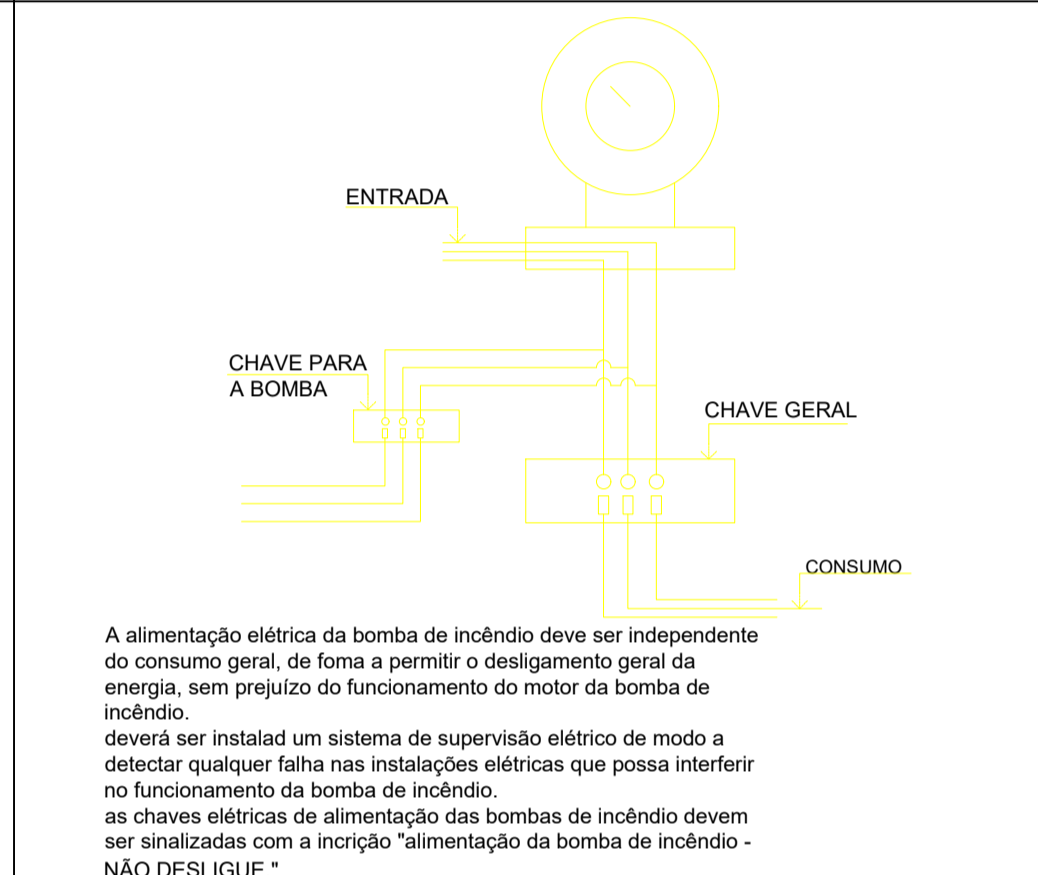 ENTRADA
CHAVE PARA
A BOMBA
CHAVE GERAL
CONSUMO
A alimentação elétrica da bomba de incêndio deve ser independente
do consumo geral, de foma a permitir o desligamento geral da
energia, sem prejuízo do funcionamento do motor da bomba de
incêndio.
deverá ser instalad um sistema de supervisão elétrico de modo a
detectar qualquer falha nas instalações elétricas que possa interferir
no funcionamento da bomba de incêndio.
as chaves elétricas de alimentação das bombas de incêndio devem
ser sinalizadas com a incrição "alimentação da bomba de incêndio -
NÃO DESLIGUE "